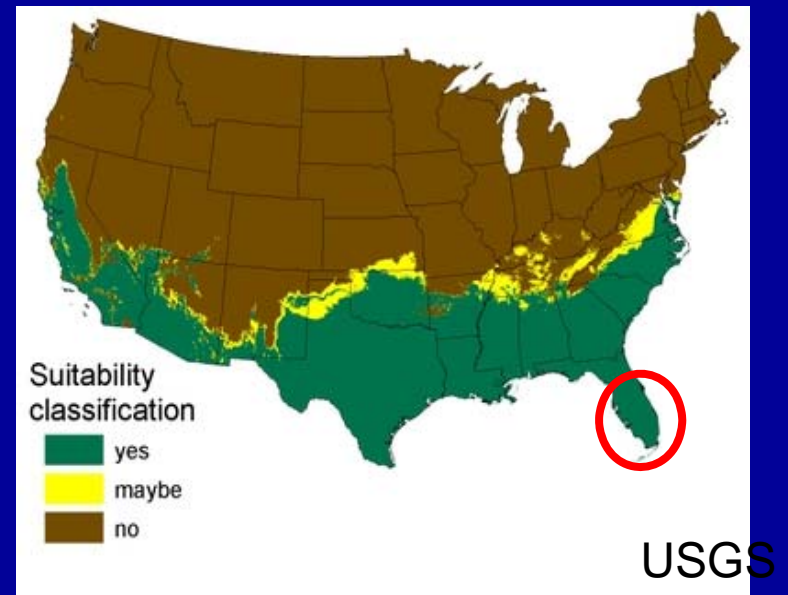 Suitability
classification
yes
maybe
no
USGS